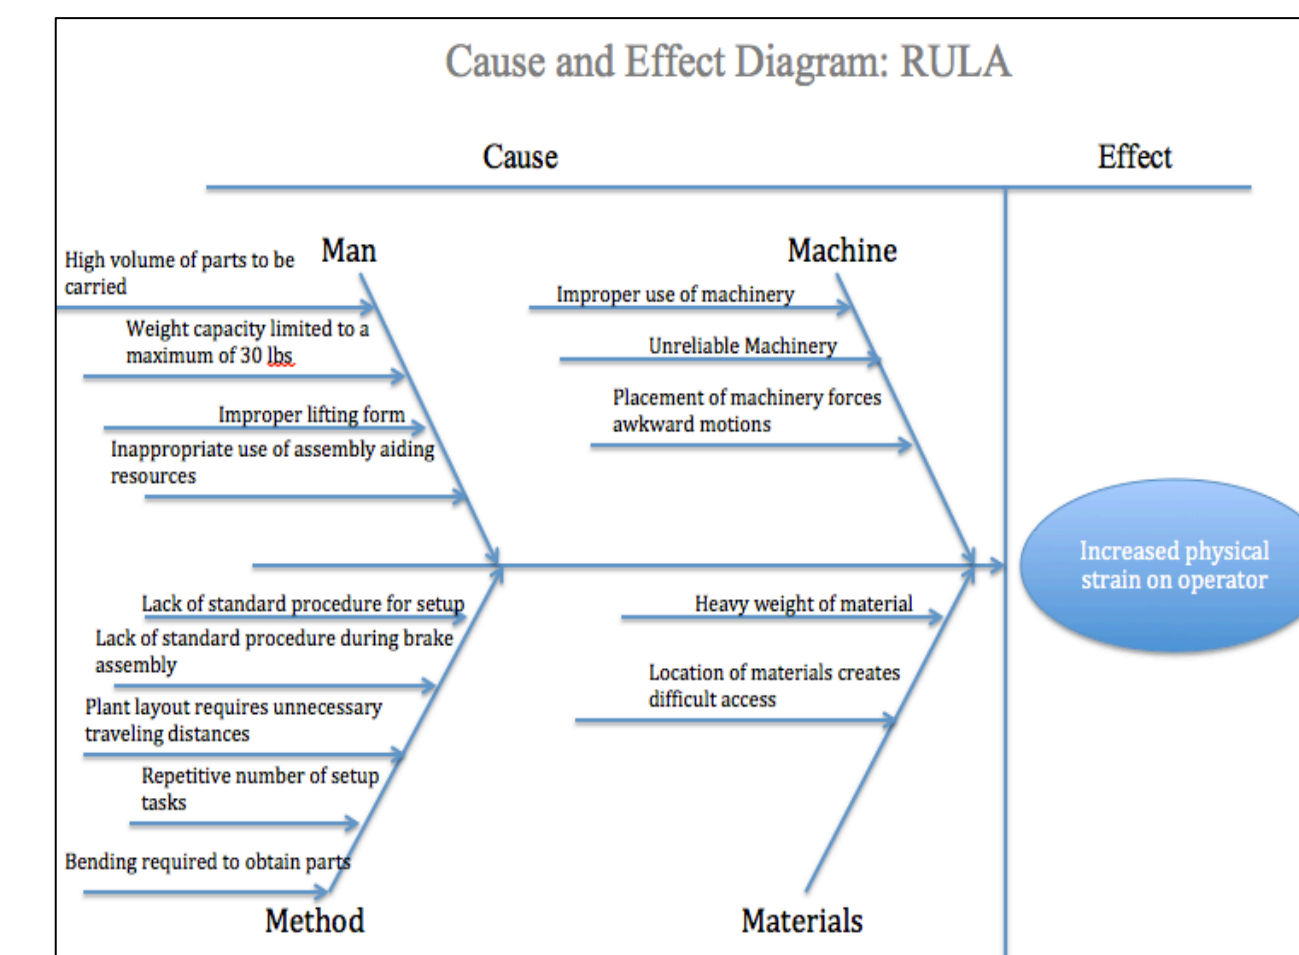 Cause and Effect Diagram: RULA
Cause
Effect
Man
Machine
High volume of parts to be
carried
Improper use of machinery
Weight capacity limited to a
maximum of 30 lbs
Unreliable Machinery
Placement of machinery forces
awkward motions
Improper lifting form
Inappropriate use of assembly aiding
resources
Increased physical
strain on operator
Lack of standard procedure for setup
Heavy weight of material
Lack of standard procedure during brake
assembly
Location of materials creates
difficult access
Plant layout requires unnecessary
traveling distances
Repetitive number of setup
tasks
Bending required to obtain parts
Method
Materials